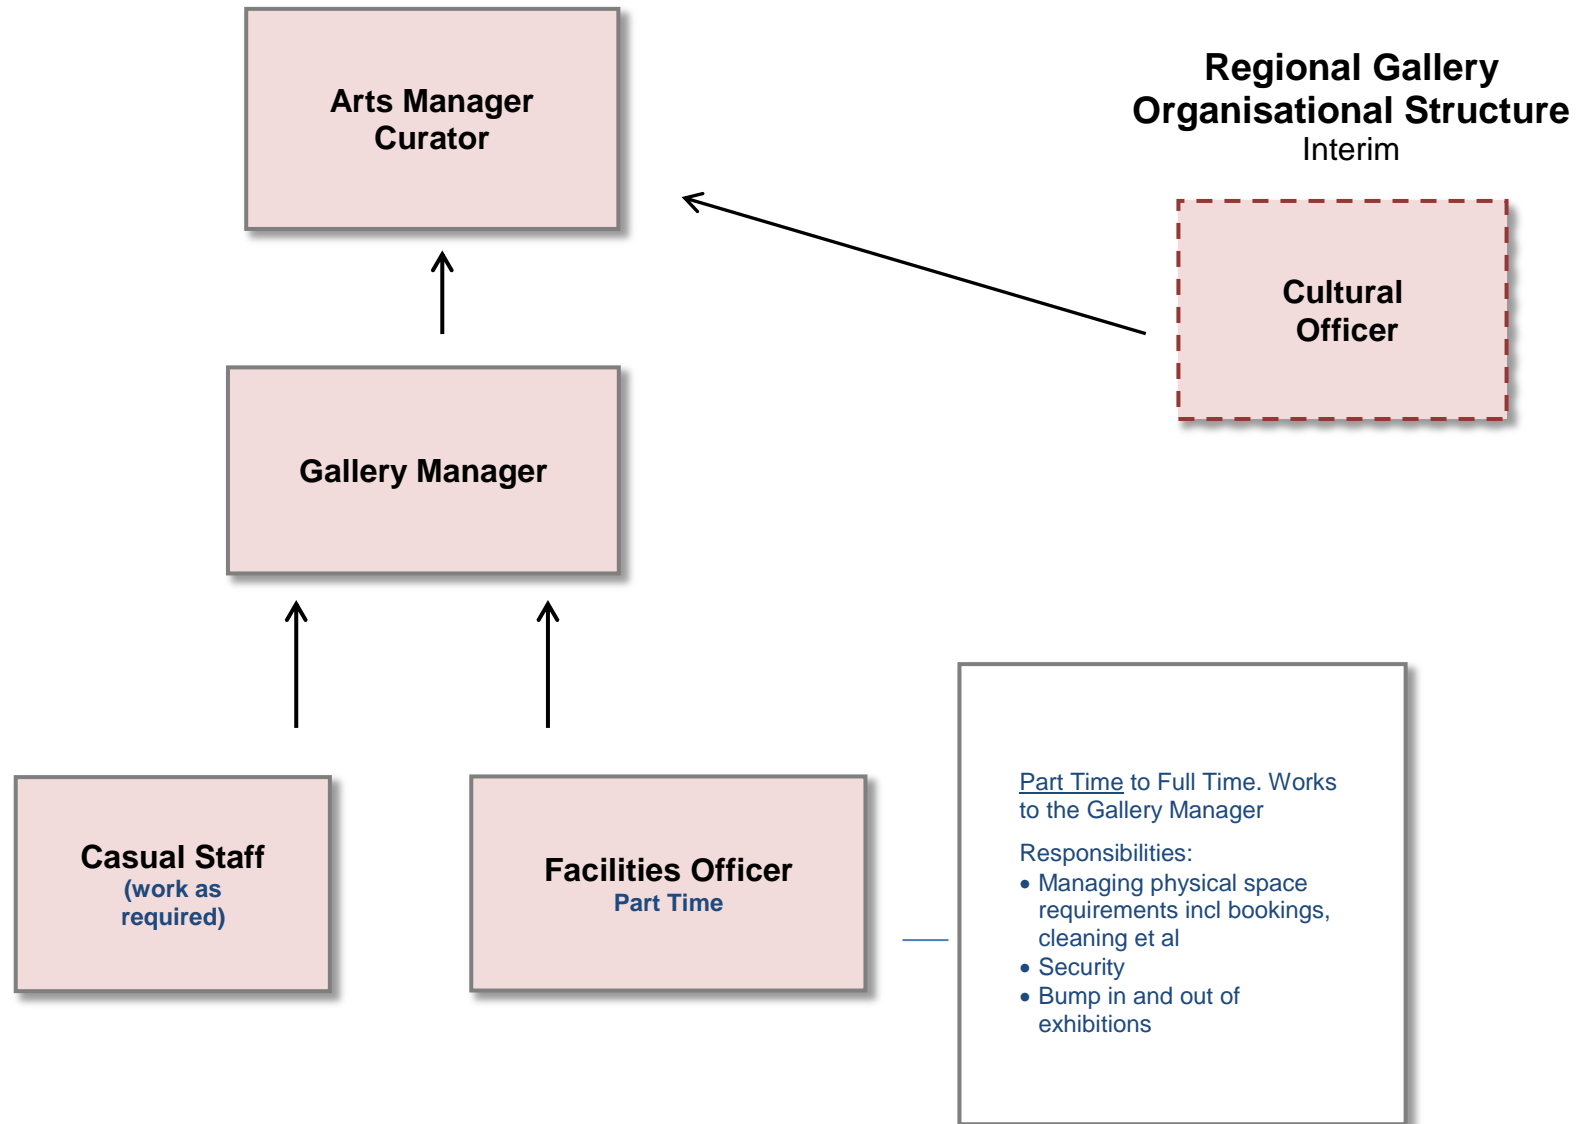 Arts Manager
Curator
Regional Gallery
Organisational Structure
Interim
Cultural
Officer
Gallery Manager
Casual Staff
(work as
required)
Facilities Officer
Part Time
Part Time to Full Time. Works
to the Gallery Manager
Responsibilities:
• Managing physical space
requirements incl bookings,
cleaning et al
• Security
• Bump in and out of
exhibitions